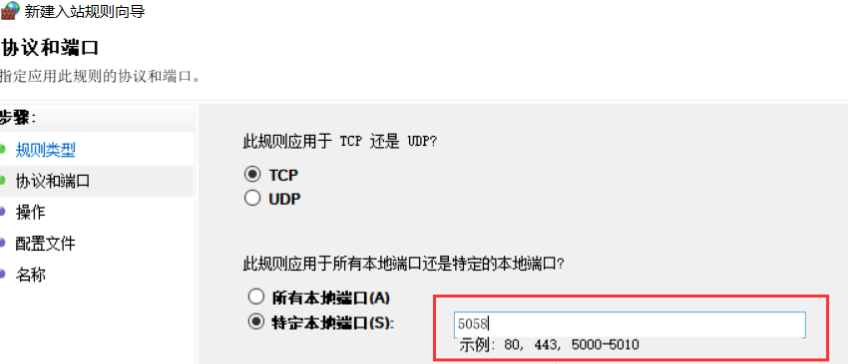 新建入站规则向导
协议和端口
指定应用此规则的协议和端口。
步骤:
规则类型
协议和端口
操作
配置文件
名称
此规则应用于 TCP 还是 UDP?
TCP
UDP
此规则应用于所有本地端口还是特定的本地端口?
所有本地端口(A)
特定本地端口(S):
5058
示例: 80, 443, 5000-5010